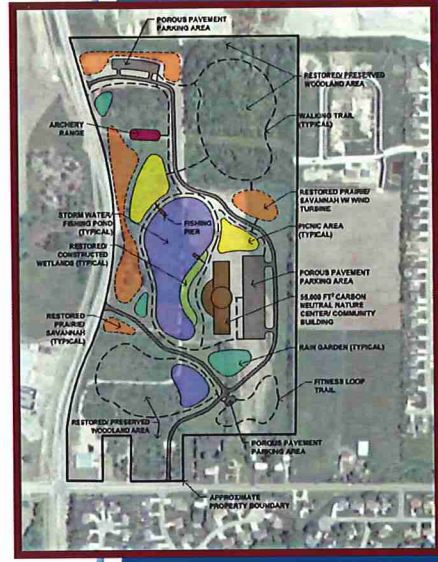 POROUS PAVEMENT
PARKING AREA
RESTORED/ PRESERVED
WOODLAND AREA
ARCHERY
RANGE
WALKING TRAIL
(TYPICAL)
RESTORED PRAIRIE/
SAVANNAH W/ WIND
TURBINE
STORM WATER/
FISHING POND
(TYPICAL)
FISHING
PIER
PICNIC AREA
(TYPICAL)
RESTORED/
CONSTRUCTED
WETLANDS (TYPICAL)
POROUS PAVEMENT
PARKING AREA
55,000 FT² CARBON
NEUTRAL NATURE
CENTER/ COMMUNITY
BUILDING
RESTORED
PRAIRIE/
SAVANNAH
(TYPICAL)
RAIN GARDEN (TYPICAL)
FITNESS LOOP
TRAIL
RESTORED/ PRESERVED
WOODLAND AREA
POROUS PAVEMENT
PARKING AREA
APPROXIMATE
PROPERTY BOUNDARY